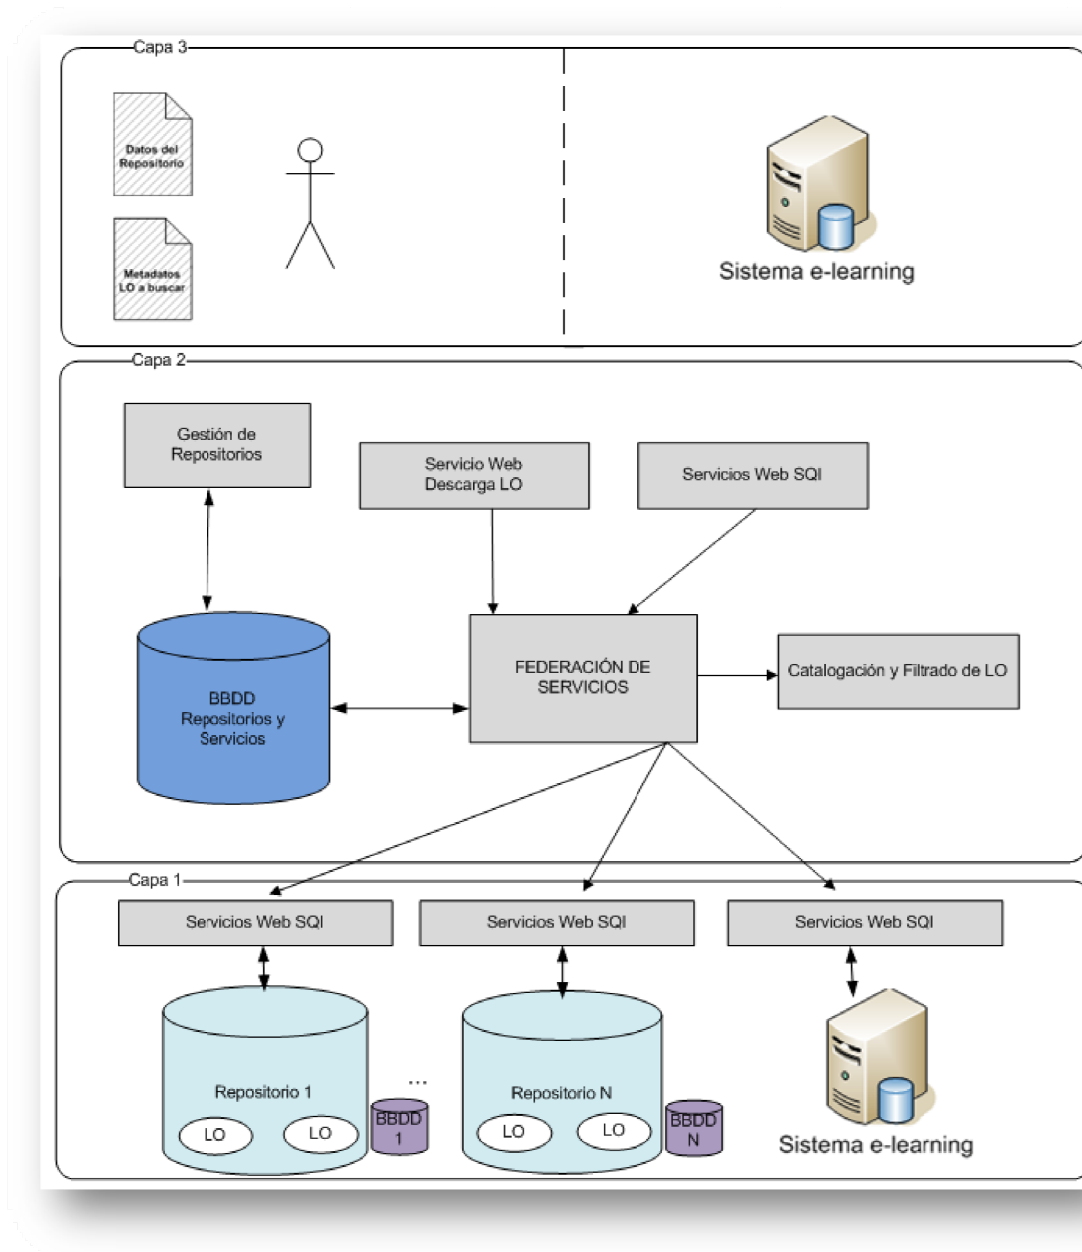 Capa 3
Datos del
Repositorio
Metadatos
LO a buscar
Sistema e-learning
Capa 2
Gestión de
Repositorios
Servicio Web
Descarga LO
Servicios Web SQI
FEDERACIÓN DE
SERVICIOS
Catalogación y Filtrado de LO
BBDD
Repositorios y
Servicios
Capa 1
Servicios Web SQI
Servicios Web SQI
Servicios Web SQI
Repositorio 1
LO
LO
...
BBDD
1
Repositorio N
LO
LO
BBDD
N
Sistema e-learning